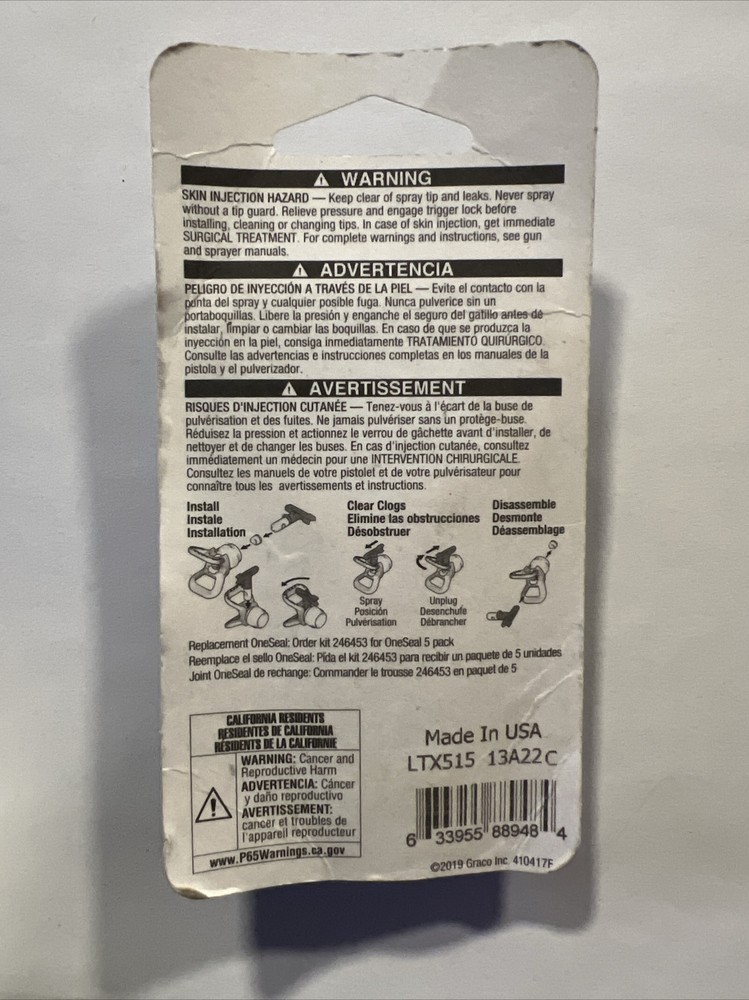 ⚠ WARNING
SKIN INJECTION HAZARD — Keep clear of spray tip and leaks. Never spray
without a tip guard. Relieve pressure and engage trigger lock before
installing, cleaning or changing tips. In case of skin injection, get immediate
SURGICAL TREATMENT. For complete warnings and instructions, see gun
and sprayer manuals.
⚠ ADVERTENCIA
PELIGRO DE INYECCIÓN A TRAVÉS DE LA PIEL — Evite el contacto con la
punta del spray y cualquier posible fuga. Nunca pulverice sin un
portaboquillas. Libere la presión y enganche el seguro del gatillo antes de
instalar, limpiar o cambiar las boquillas. En caso de que se produzca la
inyección en la piel, consiga inmediatamente TRATAMIENTO QUIRÚRGICO.
Consulte las advertencias e instrucciones completas en los manuales de la
pistola y el pulverizador.
⚠ AVERTISSEMENT
RISQUES D'INJECTION CUTANÉE — Tenez-vous à l'écart de la buse de
pulvérisation et des fuites. Ne jamais pulvériser sans un protège-buse.
Réduisez la pression et actionnez le verrou de gâchette avant d'installer, de
nettoyer et de changer les buses. En cas d'injection cutanée, consultez
immédiatement un médecin pour une INTERVENTION CHIRURGICALE.
Consultez les manuels de votre pistolet et de votre pulvérisateur pour
connaître tous les avertissements et instructions.
Install
Instale
Installation
Clear Clogs
Elimine las obstrucciones
Désobstruer
Disassemble
Desmonte
Déassemblage
Spray
Posición
Pulvérisation
Unplug
Desenchufe
Débrancher
Replacement OneSeal: Order kit 246453 for OneSeal 5 pack
Reemplace el sello OneSeal: Pída el kit 246453 para recibir un paquete de 5 unidades
Joint OneSeal de rechange: Commander le trousse 246453 en paquet de 5
CALIFORNIA RESIDENTS
RESIDENTES DE CALIFORNIA
RÉSIDENTS DE LA CALIFORNIE
WARNING: Cancer and
Reproductive Harm
ADVERTENCIA: Cáncer
y daño reproductivo
AVERTISSEMENT:
cancer et troubles de
l'appareil reproducteur
www.P65Warnings.ca.gov
Made In USA
LTX515 13A22C
6 33955 88948 4
©2019 Graco Inc. 410417F